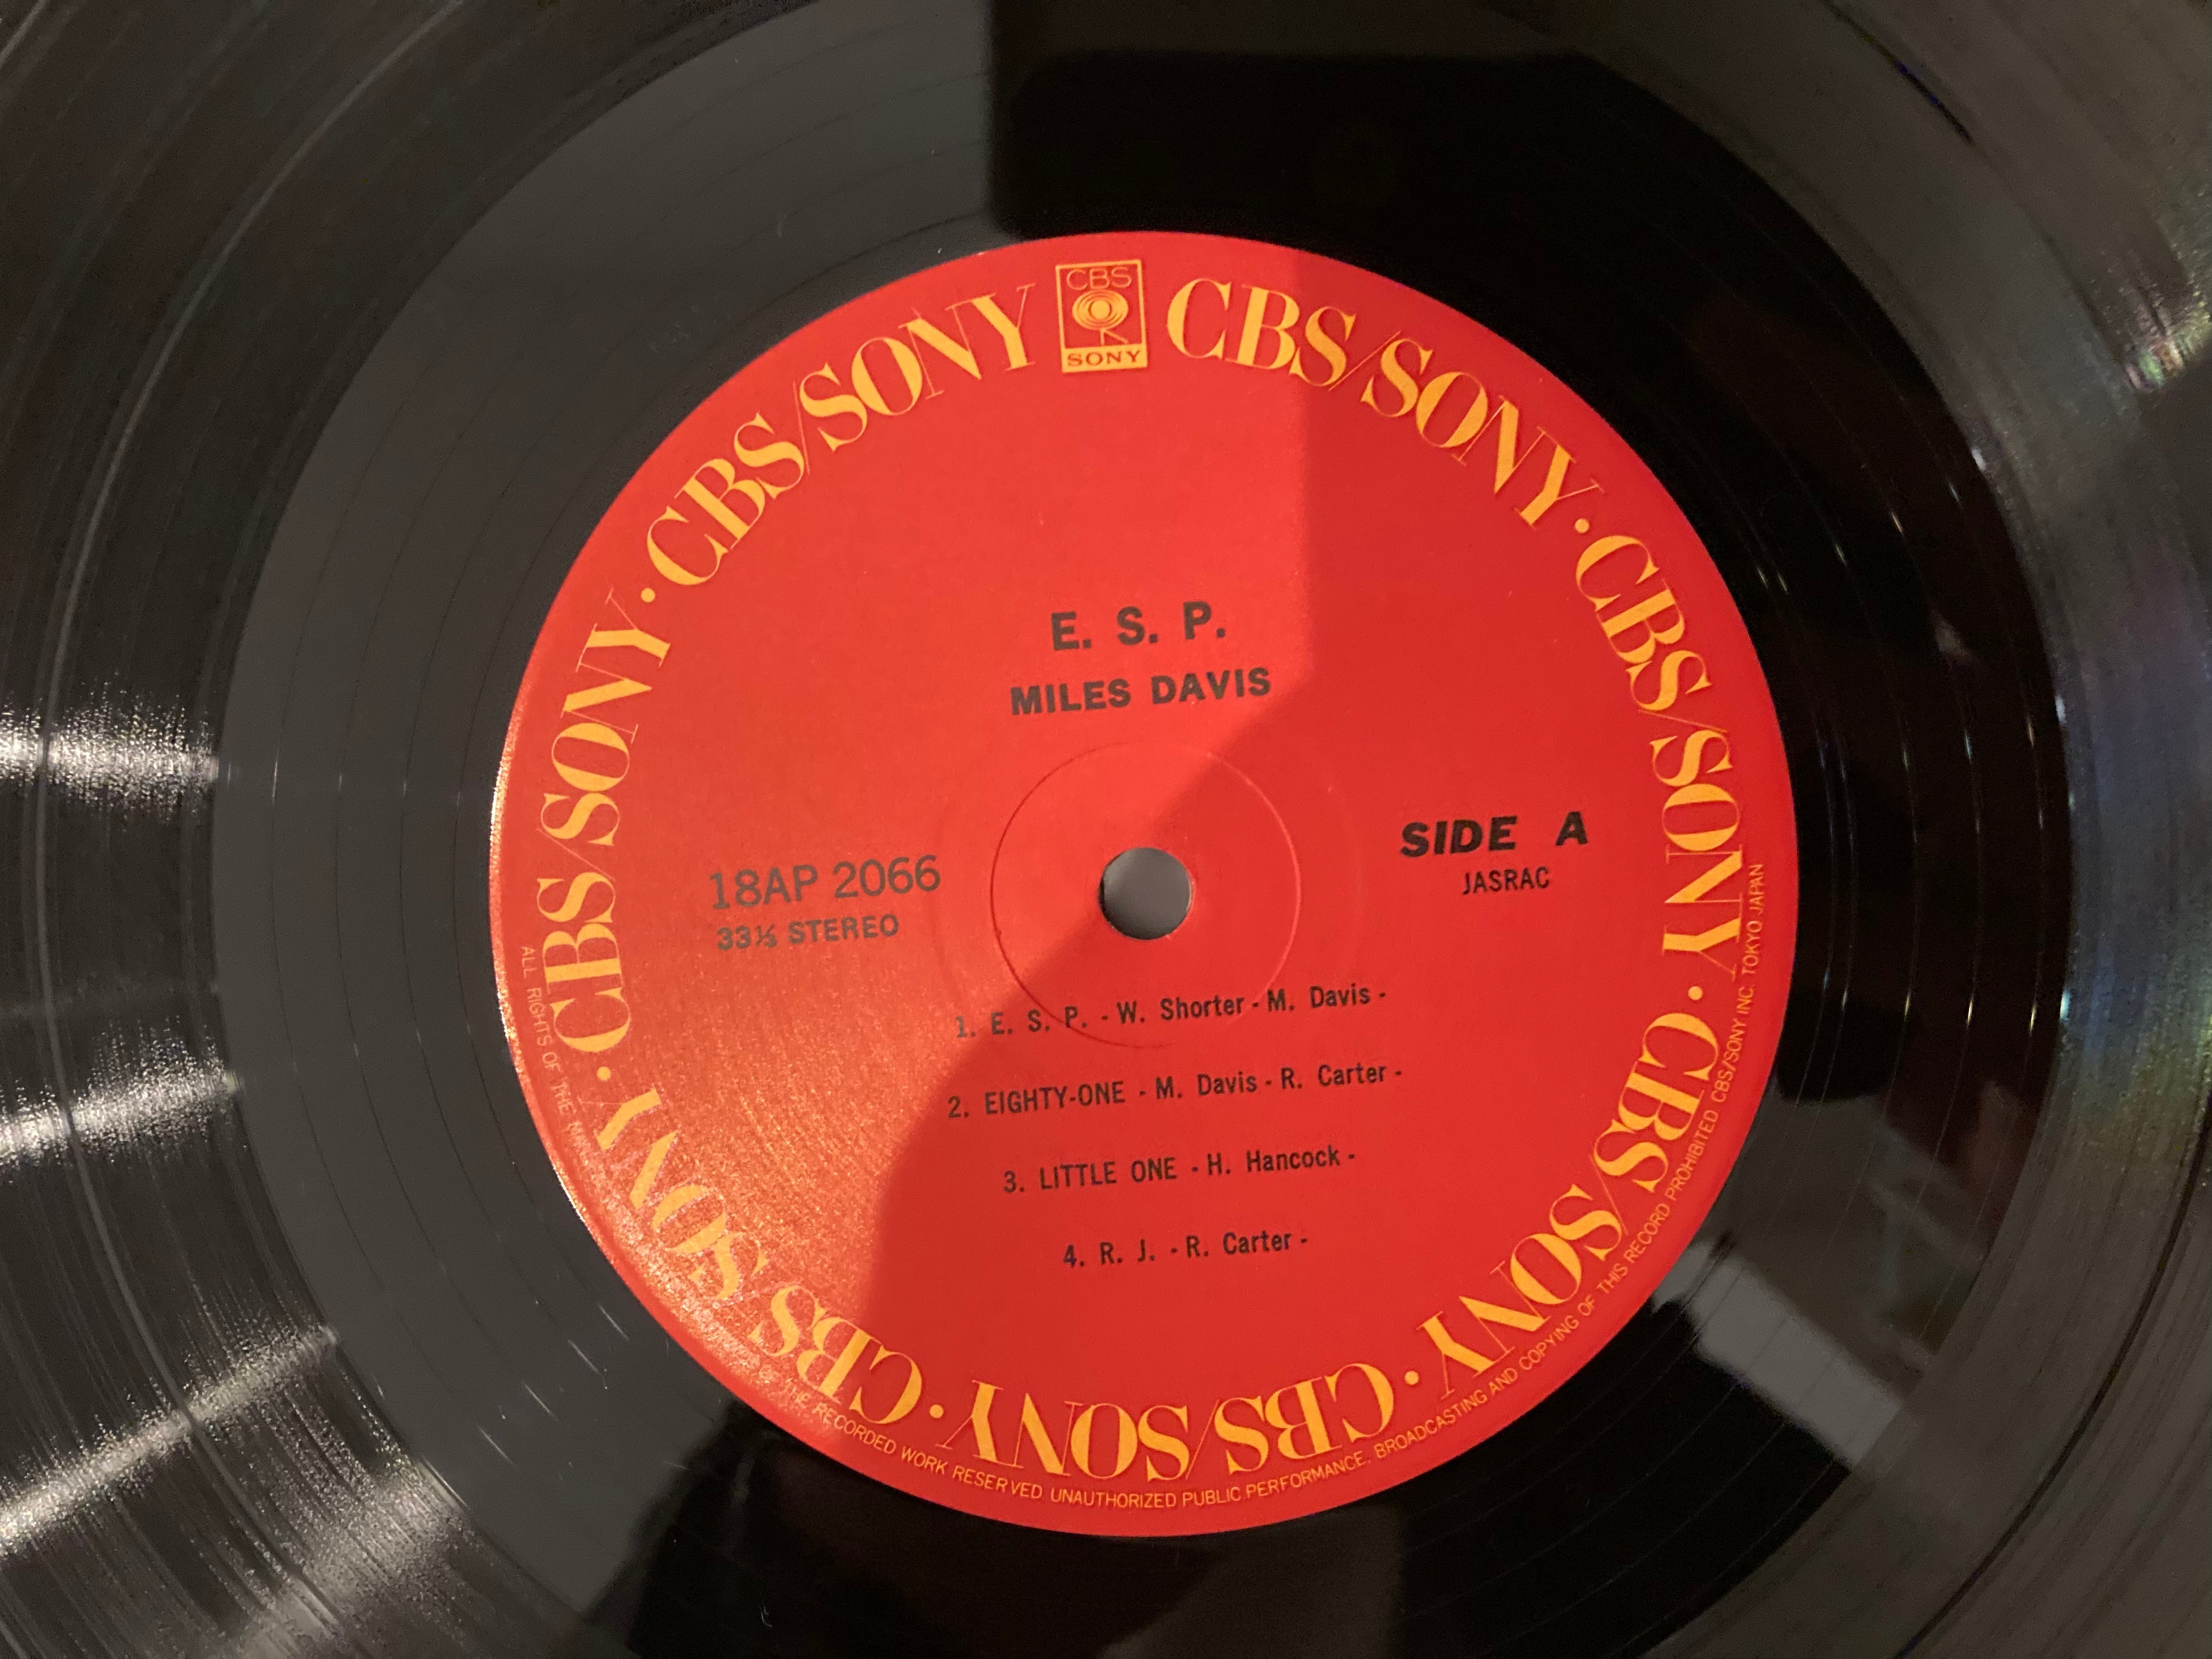 CBS
SONY
CBS/SONY · CBS/SONY · CBS/SONY · CBS/SONY · CBS/SONY · CBS/SONY · CBS/SONY · CBS/SONY
E. S. P.
MILES DAVIS
SIDE A
JASRAC
18AP 2066
33⅓ STEREO
1. E. S. P. - W. Shorter - M. Davis -
2. EIGHTY-ONE - M. Davis - R. Carter -
3. LITTLE ONE - H. Hancock -
4. R. J. - R. Carter -
ALL RIGHTS OF THE RECORDED WORK RESERVED. UNAUTHORIZED PUBLIC PERFORMANCE. BROADCASTING AND COPYING OF THIS RECORD PROHIBITED CBS/SONY INC. TOKYO JAPAN